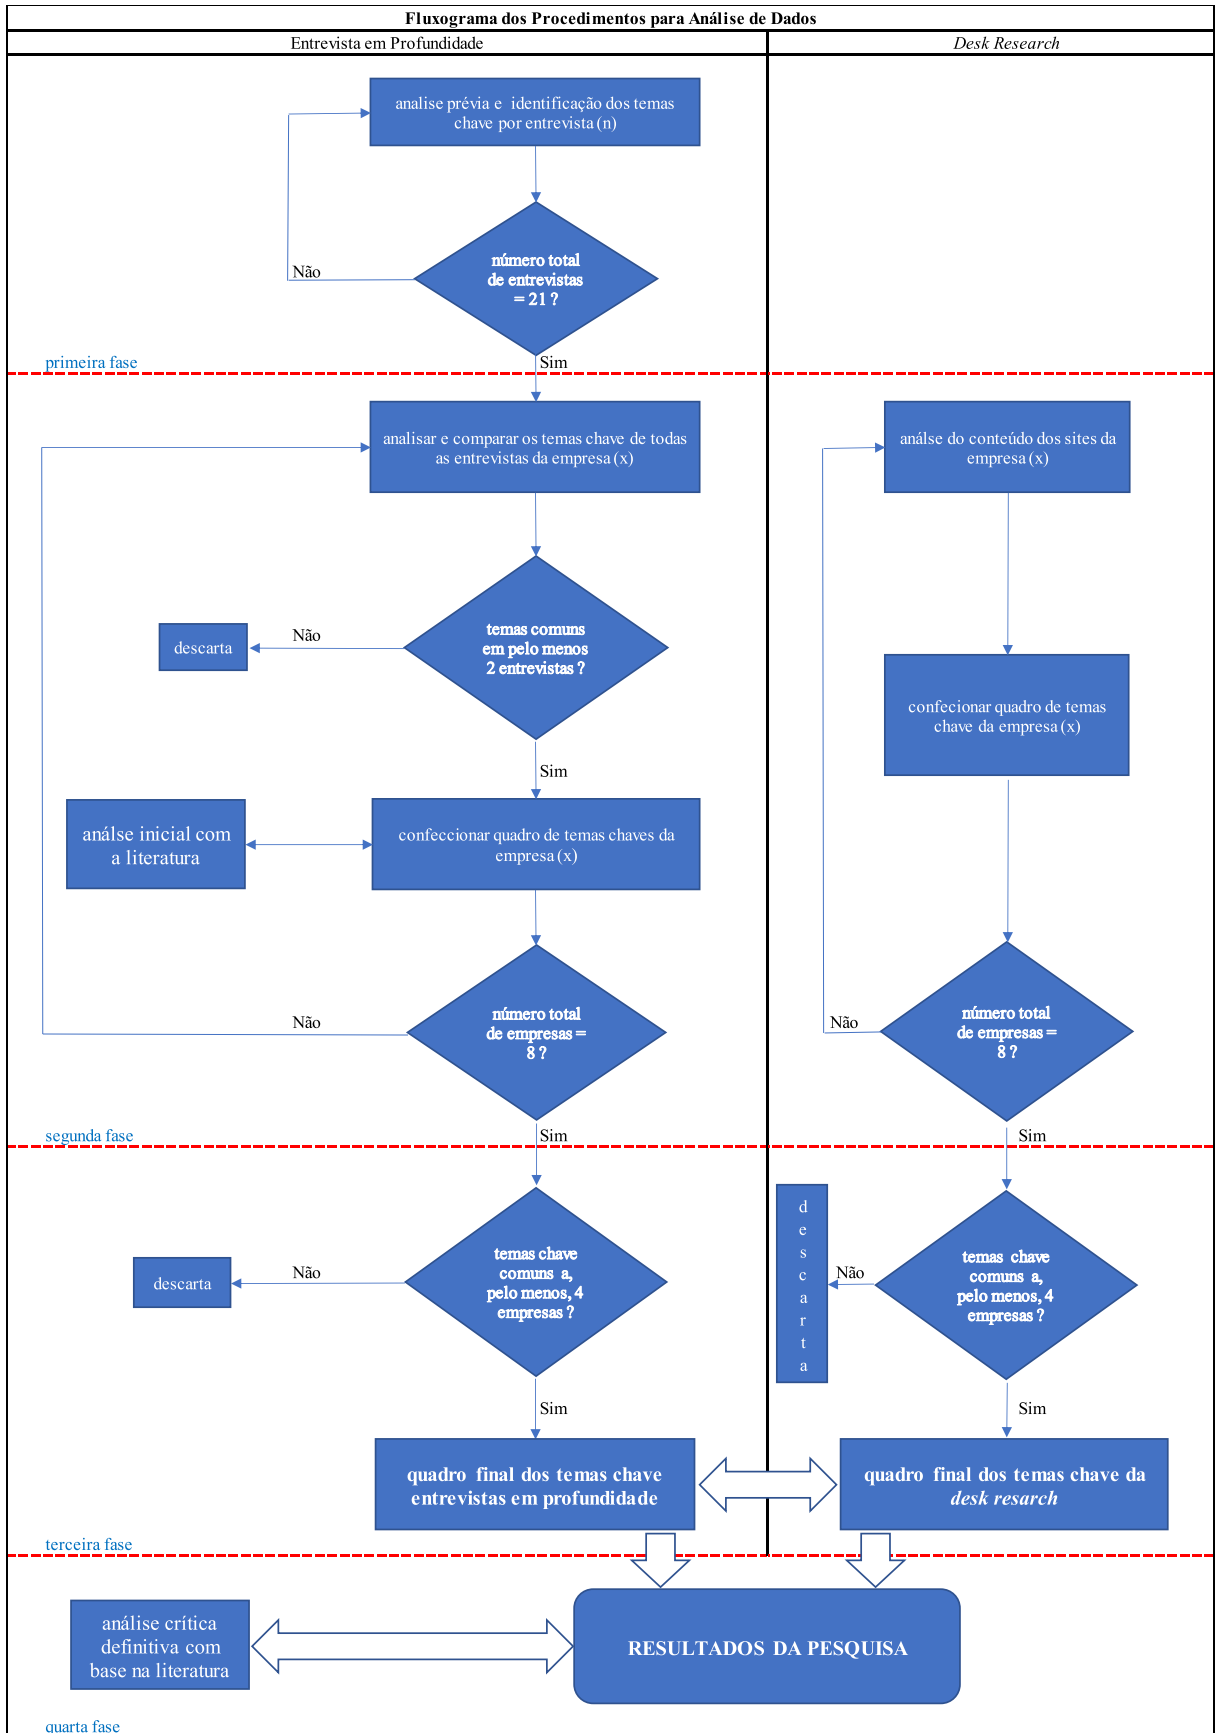 Fluxograma dos Procedimentos para Análise de Dados
Entrevista em Profundidade
Desk Research
analise prévia e identificação dos temas
chave por entrevista (n)
número total
de entrevistas
= 21 ?
Não
Sim
primeira fase
analisar e comparar os temas chave de todas
as entrevistas da empresa (x)
temas comuns
em pelo menos
2 entrevistas ?
Não
descarta
Sim
análse inicial com
a literatura
confeccionar quadro de temas chaves da
empresa (x)
número total
de empresas =
8 ?
Não
Sim
análse do conteúdo dos sites da
empresa (x)
confecionar quadro de temas
chave da empresa (x)
número total
de empresas =
8 ?
Não
Sim
segunda fase
temas chave
comuns a,
pelo menos, 4
empresas ?
Não
descarta
Sim
quadro final dos temas chave
entrevistas em profundidade
temas chave
comuns a,
pelo menos, 4
empresas ?
Não
d
e
s
c
a
r
t
a
Sim
quadro final dos temas chave da
desk resarch
terceira fase
análise crítica
definitiva com
base na literatura
RESULTADOS DA PESQUISA
quarta fase